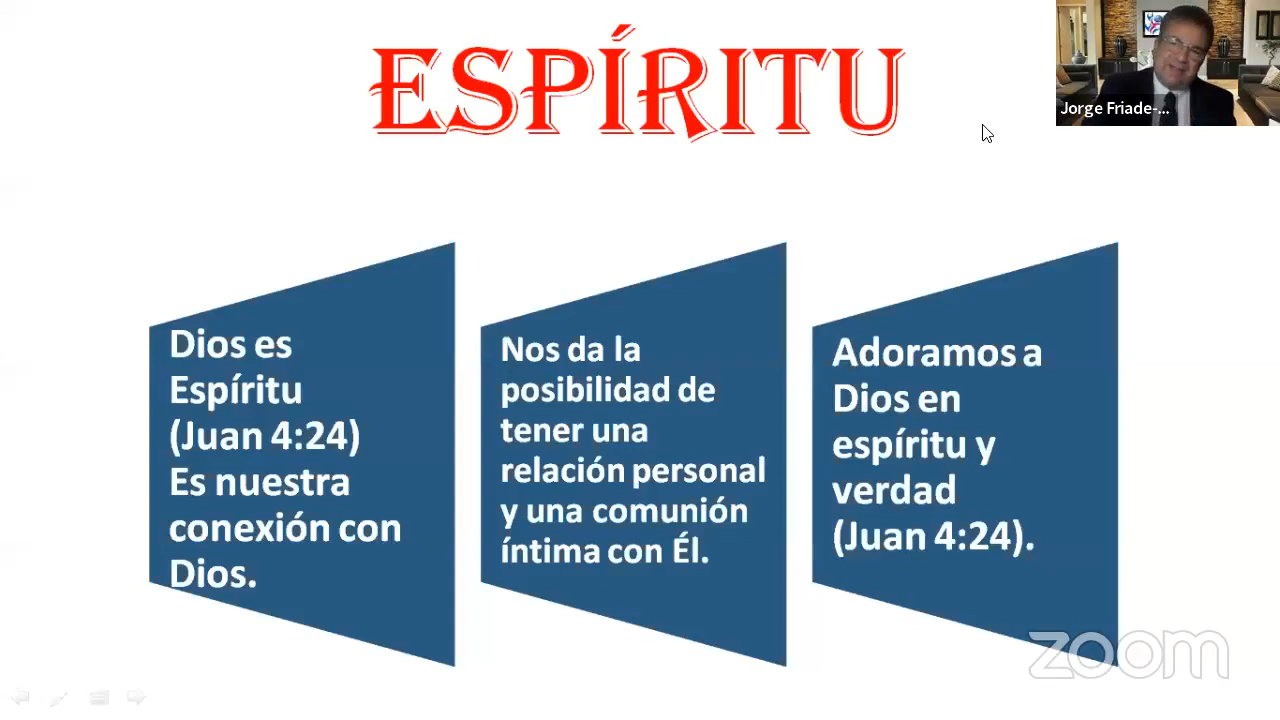 ESPÍRITU
Jorge Friade-...
Dios es
Espíritu
(Juan 4:24)
Es nuestra
conexión con
Dios.
Nos da la
posibilidad de
tener una
relación personal
y una comunión
íntima con Él.
Adoramos a
Dios en
espíritu y
verdad
(Juan 4:24).
zoom